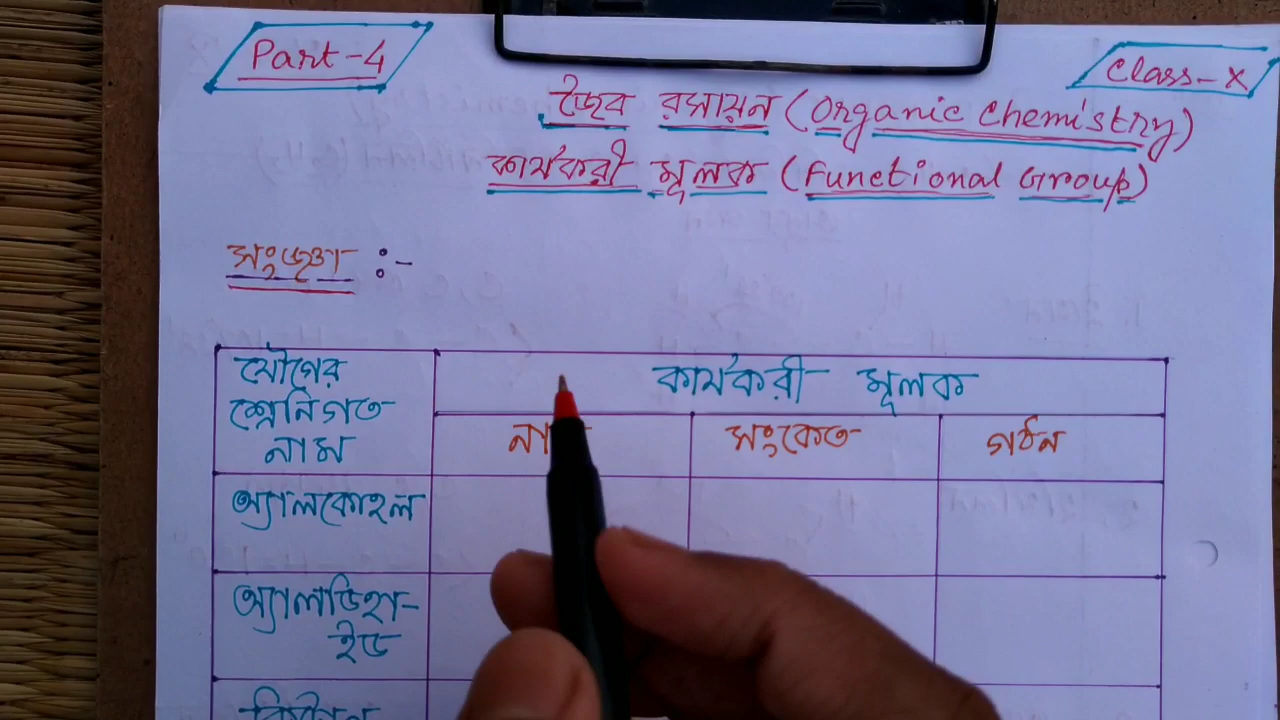 Part-4
Class-X
জৈব রসায়ন (Organic Chemistry)
কার্যকরী মূলক (Functional Group)
সংজ্ঞা :-
যৌগের
শ্রেনিগত
নাম
কার্যকরী মূলক
সংকেত
গঠন
অ্যালকোহল
অ্যালডিহা-
ইড